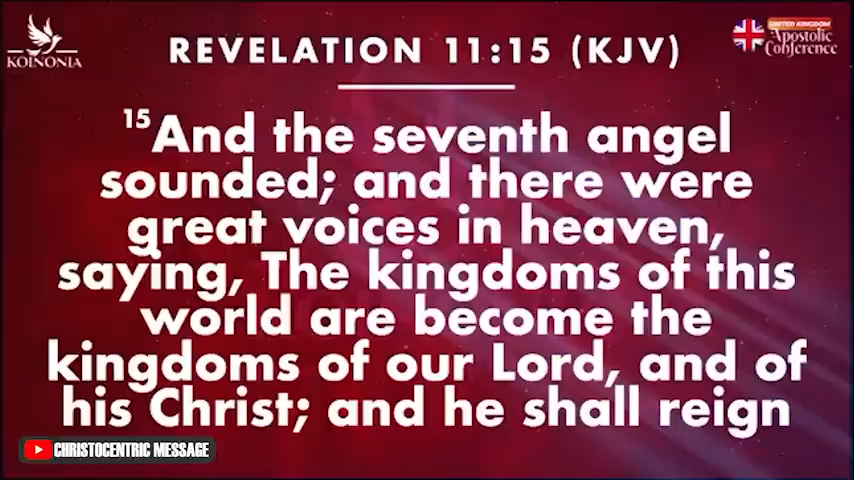 KOINONIA
REVELATION 11:15 (KJV)
UNITED KINGDOM
Apostolic
Conference
15And the seventh angel
sounded; and there were
great voices in heaven,
saying, The kingdoms of this
world are become the
kingdoms of our Lord, and of
his Christ; and he shall reign
CHRISTOCENTRIC MESSAGE